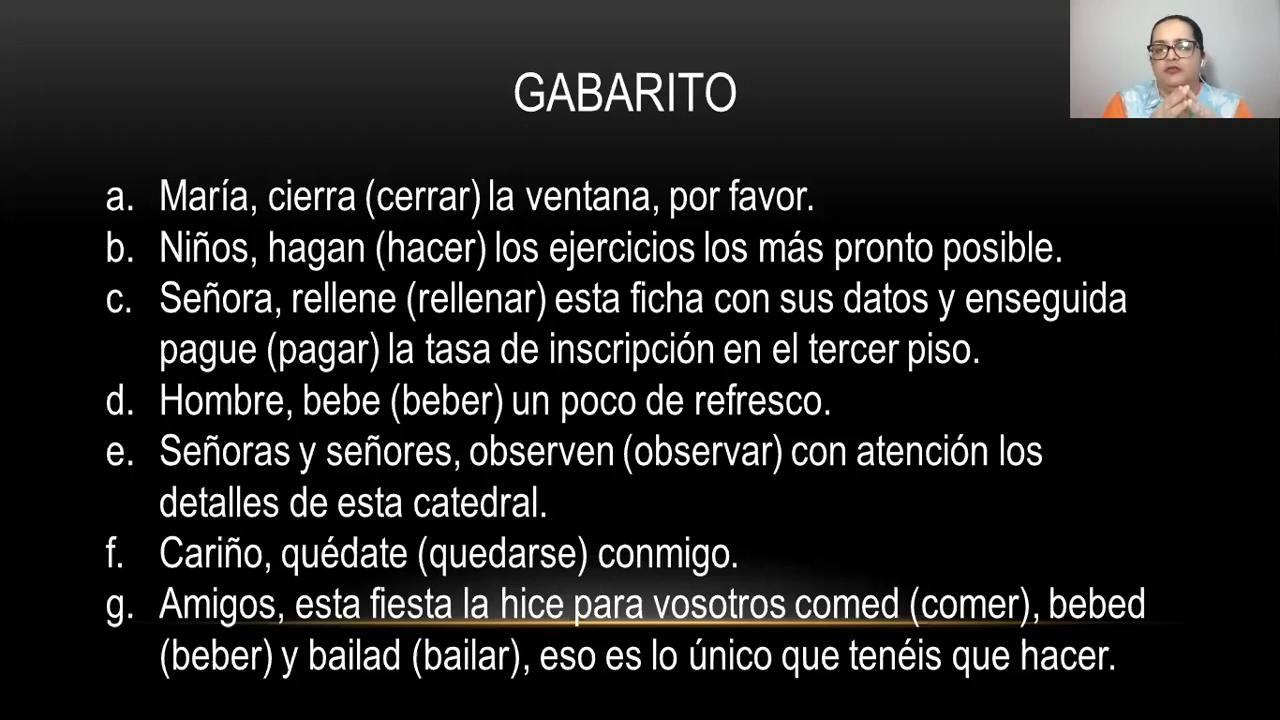 GABARITO
a. María, cierra (cerrar) la ventana, por favor.
b. Niños, hagan (hacer) los ejercicios los más pronto posible.
c. Señora, rellene (rellenar) esta ficha con sus datos y enseguida
pague (pagar) la tasa de inscripción en el tercer piso.
d. Hombre, bebe (beber) un poco de refresco.
e. Señoras y señores, observen (observar) con atención los
detalles de esta catedral.
f. Cariño, quédate (quedarse) conmigo.
g. Amigos, esta fiesta la hice para vosotros comed (comer), bebed
(beber) y bailad (bailar), eso es lo único que tenéis que hacer.